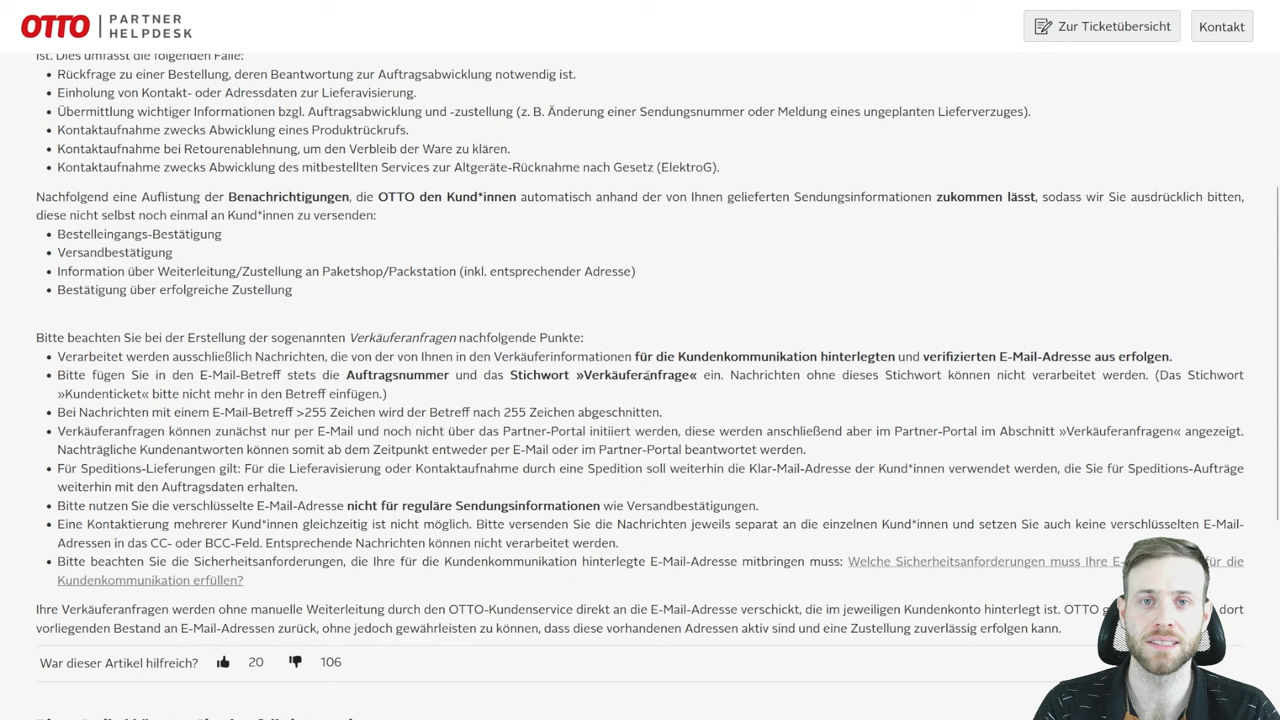 OTTO | PARTNER HELPDESK
Zur Ticketübersicht
Kontakt
ist. Dies umfasst die folgenden Fälle:
• Rückfrage zu einer Bestellung, deren Beantwortung zur Auftragsabwicklung notwendig ist.
• Einholung von Kontakt- oder Adressdaten zur Lieferavisierung.
• Übermittlung wichtiger Informationen bzgl. Auftragsabwicklung und -zustellung (z. B. Änderung einer Sendungsnummer oder Meldung eines ungeplanten Lieferverzuges).
• Kontaktaufnahme zwecks Abwicklung eines Produktrückrufs.
• Kontaktaufnahme bei Retourenablehnung, um den Verbleib der Ware zu klären.
• Kontaktaufnahme zwecks Abwicklung des mitbestellten Services zur Altgeräte-Rücknahme nach Gesetz (ElektroG).
Nachfolgend eine Auflistung der Benachrichtigungen, die OTTO den Kund*innen automatisch anhand der von Ihnen gelieferten Sendungsinformationen zukommen lässt, sodass wir Sie ausdrücklich bitten,
diese nicht selbst noch einmal an Kund*innen zu versenden:
• Bestelleingangs-Bestätigung
• Versandbestätigung
• Information über Weiterleitung/Zustellung an Paketshop/Packstation (inkl. entsprechender Adresse)
• Bestätigung über erfolgreiche Zustellung
Bitte beachten Sie bei der Erstellung der sogenannten Verkäuferanfragen nachfolgende Punkte:
• Verarbeitet werden ausschließlich Nachrichten, die von der von Ihnen in den Verkäuferinformationen für die Kundenkommunikation hinterlegten und verifizierten E-Mail-Adresse aus erfolgen.
• Bitte fügen Sie in den E-Mail-Betreff stets die Auftragsnummer und das Stichwort »Verkäuferanfrage« ein. Nachrichten ohne dieses Stichwort können nicht verarbeitet werden. (Das Stichwort
»Kundenticket« bitte nicht mehr in den Betreff einfügen.)
• Bei Nachrichten mit einem E-Mail-Betreff >255 Zeichen wird der Betreff nach 255 Zeichen abgeschnitten.
• Verkäuferanfragen können zunächst nur per E-Mail und noch nicht über das Partner-Portal initiiert werden, diese werden anschließend aber im Partner-Portal im Abschnitt »Verkäuferanfragen« angezeigt.
Nachträgliche Kundenantworten können somit ab dem Zeitpunkt entweder per E-Mail oder im Partner-Portal beantwortet werden.
• Für Speditions-Lieferungen gilt: Für die Lieferavisierung oder Kontaktaufnahme durch eine Spedition soll weiterhin die Klar-Mail-Adresse der Kund*innen verwendet werden, die Sie für Speditions-Aufträge
weiterhin mit den Auftragsdaten erhalten.
• Bitte nutzen Sie die verschlüsselte E-Mail-Adresse nicht für reguläre Sendungsinformationen wie Versandbestätigungen.
• Eine Kontaktierung mehrerer Kund*innen gleichzeitig ist nicht möglich. Bitte versenden Sie die Nachrichten jeweils separat an die einzelnen Kund*innen und setzen Sie auch keine verschlüsselten E-Mail-
Adressen in das CC- oder BCC-Feld. Entsprechende Nachrichten können nicht verarbeitet werden.
• Bitte beachten Sie die Sicherheitsanforderungen, die Ihre für die Kundenkommunikation hinterlegte E-Mail-Adresse mitbringen muss: Welche Sicherheitsanforderungen muss Ihre E- für die
Kundenkommunikation erfüllen?
Ihre Verkäuferanfragen werden ohne manuelle Weiterleitung durch den OTTO-Kundenservice direkt an die E-Mail-Adresse verschickt, die im jeweiligen Kundenkonto hinterlegt ist. OTTO dort
vorliegenden Bestand an E-Mail-Adressen zurück, ohne jedoch gewährleisten zu können, dass diese vorhandenen Adressen aktiv sind und eine Zustellung zuverlässig erfolgen kann.
War dieser Artikel hilfreich? 20 106